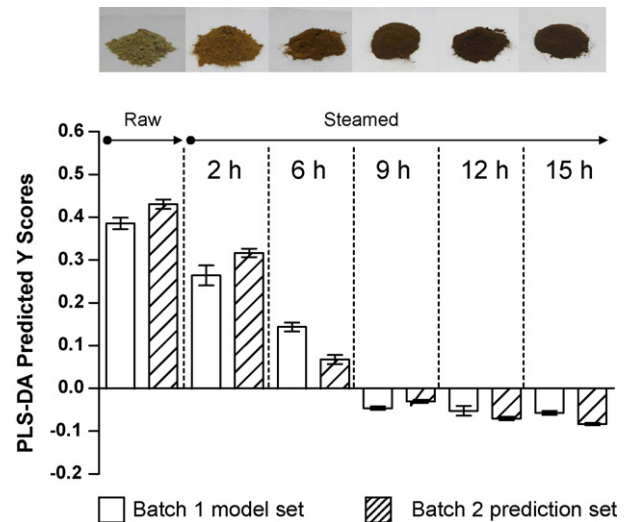 Raw
Steamed
2 h
6 h
9 h
12 h
15 h
0.6
0.5
0.4
0.3
0.2
0.1
0.0
-0.1
-0.2
PLS-DA Predicted Y Scores
Batch 1 model set
Batch 2 prediction set